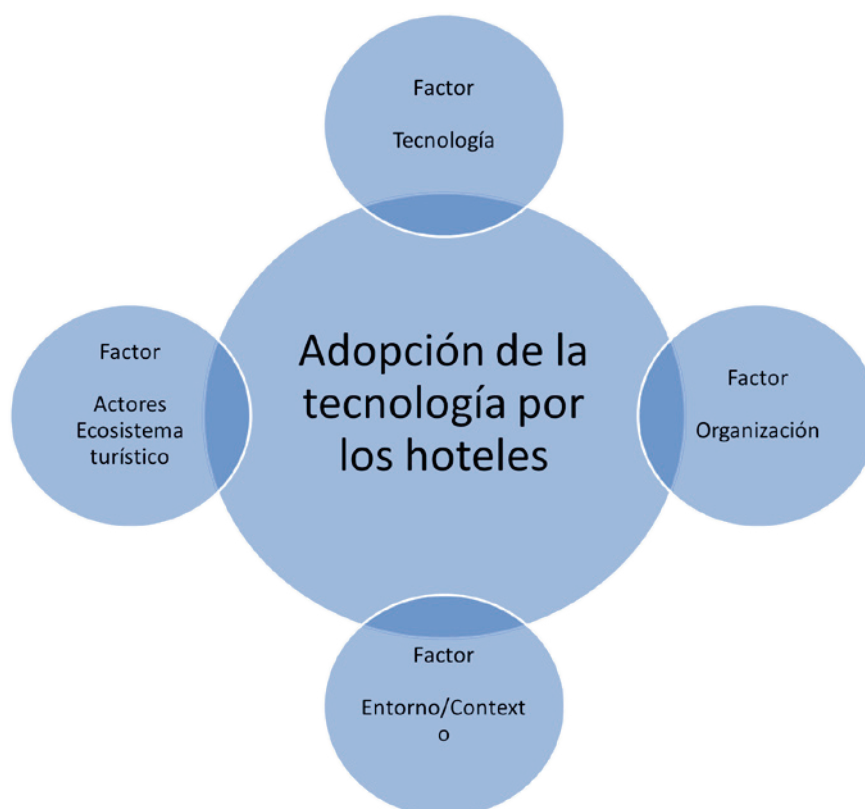 Factor
Tecnología
Factor
Actores
Ecosistema
turístico
Adopción de la
tecnología por
los hoteles
Factor
Organización
Factor
Entorno/Context
o